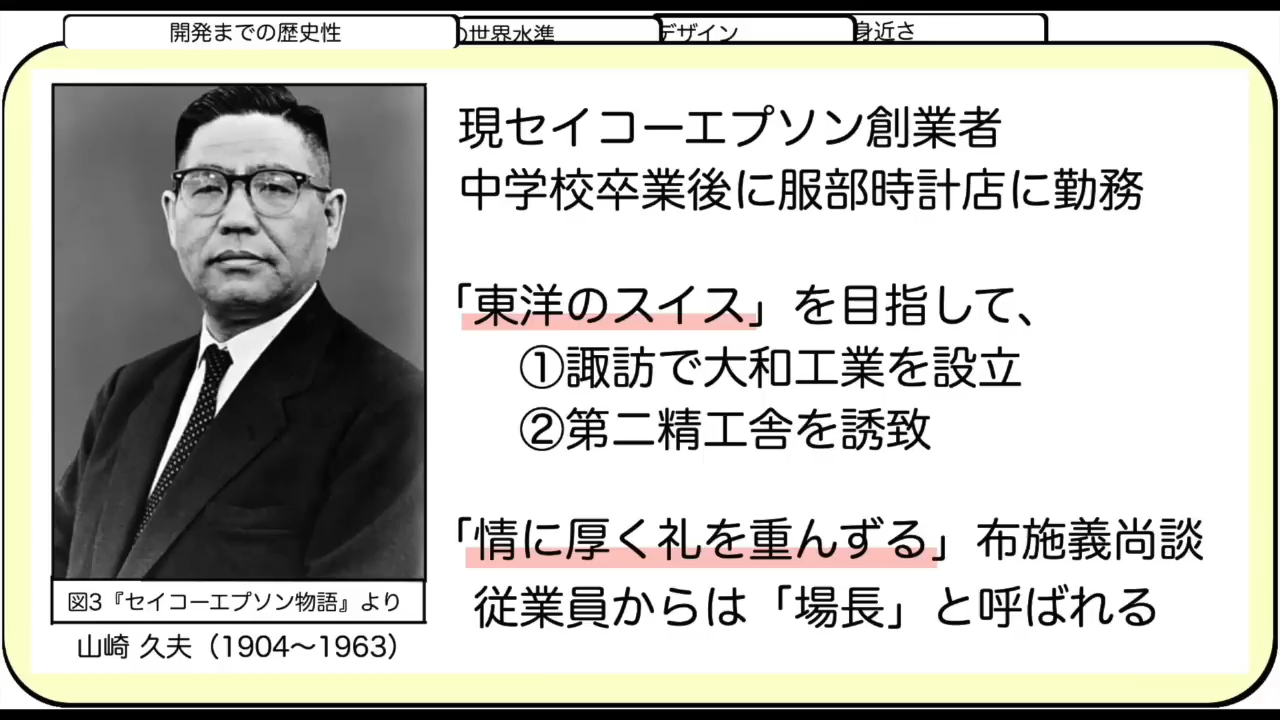 開発までの歴史性
の世界水準
デザイン
身近さ
現セイコーエプソン創業者
中学校卒業後に服部時計店に勤務
「東洋のスイス」を目指して、
①諏訪で大和工業を設立
②第二精工舎を誘致
「情に厚く礼を重んずる」布施義尚談
従業員からは「場長」と呼ばれる
図3『セイコーエプソン物語』より
山崎 久夫（1904〜1963）